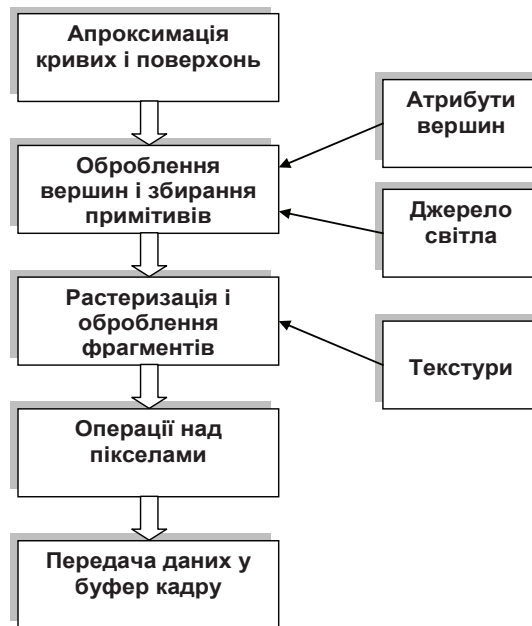 Апроксимація
кривих і поверхонь
Атрибути
вершин
Оброблення
вершин і збирання
примітивів
Джерело
світла
Растеризація і
оброблення
фрагментів
Текстури
Операції над
пікселами
Передача даних у
буфер кадру